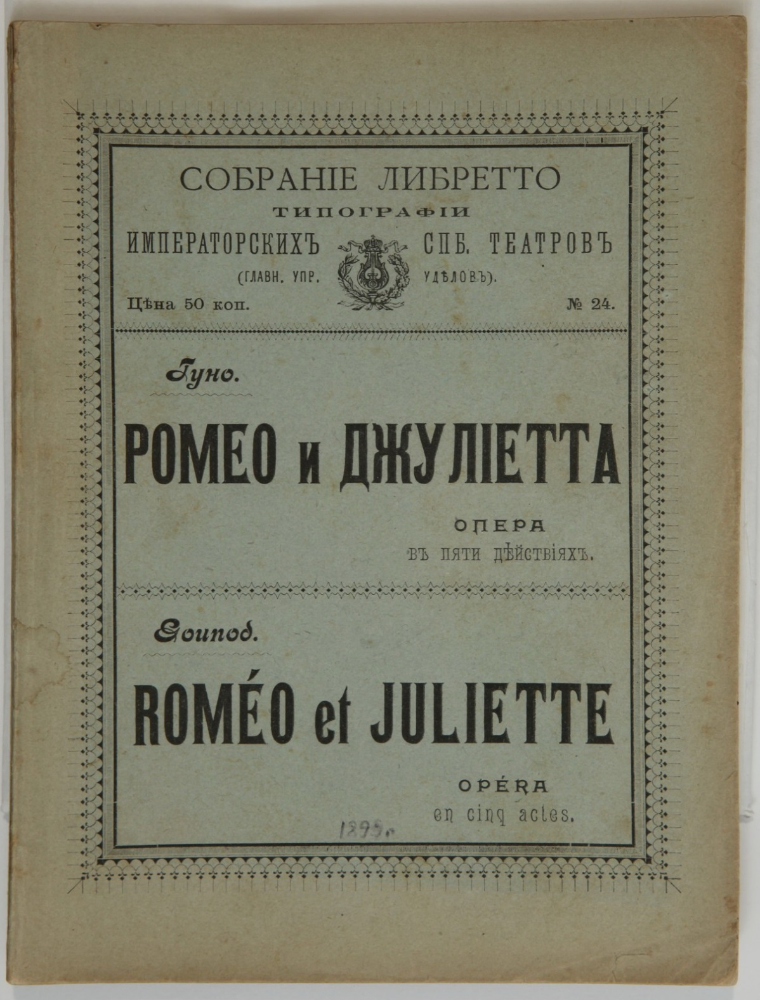 СОБРАНІЕ ЛИБРЕТТО
ТИПОГРАФІИ
ИМПЕРАТОРСКИХЪ СПБ. ТЕАТРОВЪ
(ГЛАВН. УПР. УДѢЛОВЪ).
Цѣна 50 коп. № 24.
Гуно.
РОМЕО и ДЖУЛІЕТТА
ОПЕРА
въ пяти дѣйствіяхъ.
Gounod.
ROMÉO et JULIETTE
OPÉRA
en cinq actes.